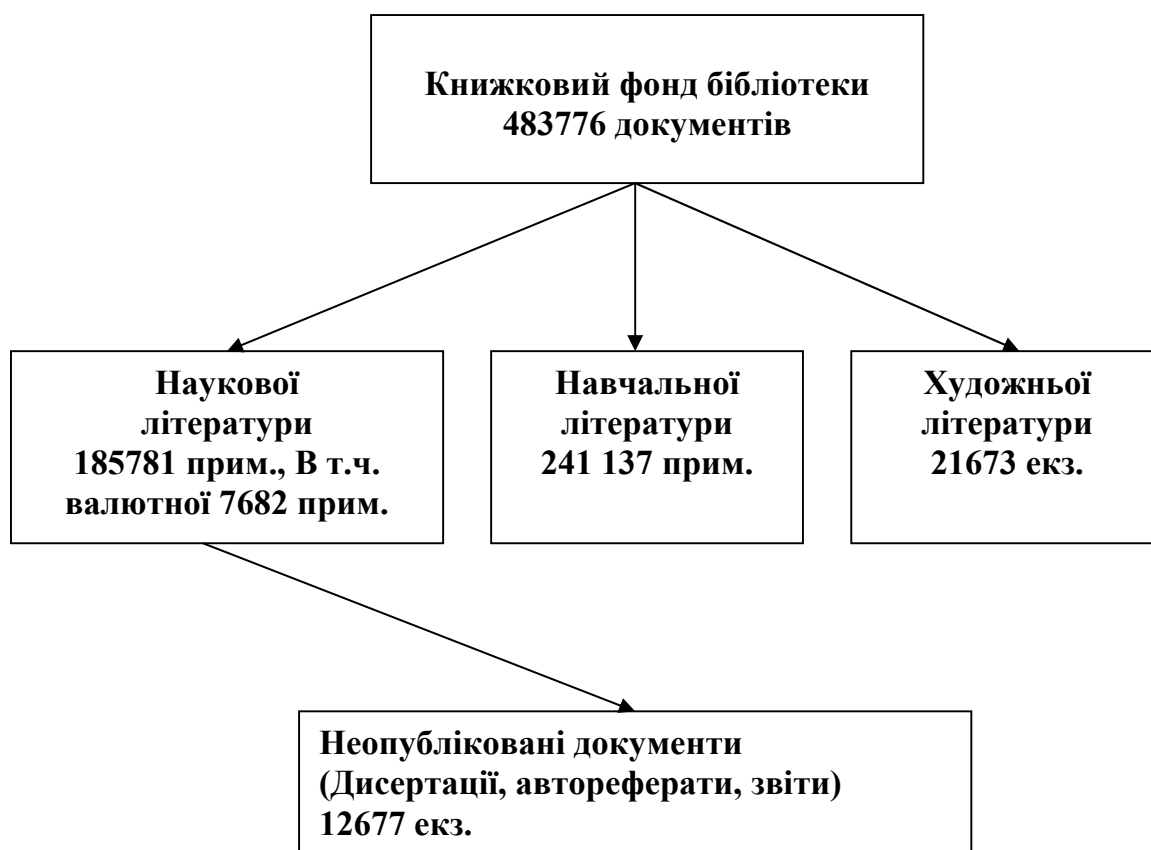 Книжковий фонд бібліотеки
483776 документів
Наукової
літератури
185781 прим., В т.ч.
валютної 7682 прим.
Навчальної
літератури
241 137 прим.
Художньої
літератури
21673 екз.
Неопубліковані документи
(Дисертації, автореферати, звіти)
12677 екз.